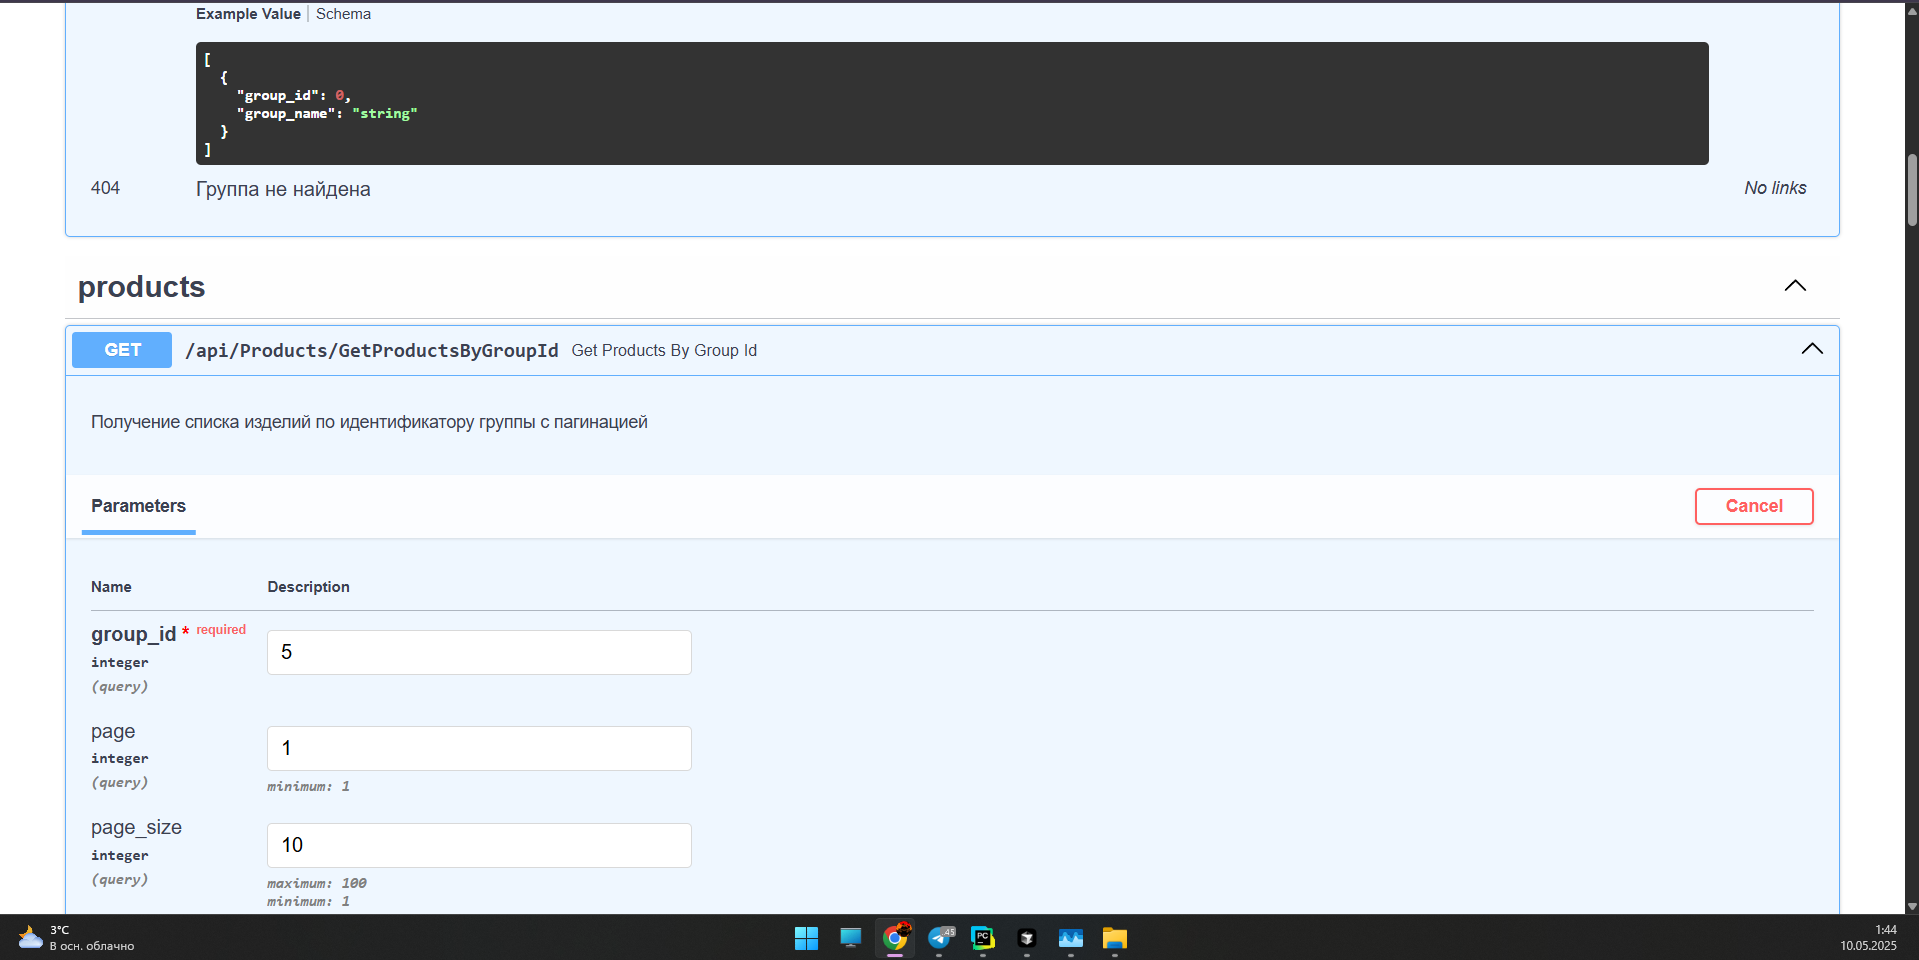 Example Value | Schema
[
  {
    "group_id": 0,
    "group_name": "string"
  }
]
404 Группа не найдена No links
products
GET /api/Products/GetProductsByGroupId Get Products By Group Id
Получение списка изделий по идентификатору группы с пагинацией
Parameters Cancel
Name Description
group_id * required
integer
(query)
5
page
integer
(query)
1
minimum: 1
page_size
integer
(query)
10
maximum: 100
minimum: 1
3°C
В осн. облачно
45
PC
1:44
10.05.2025